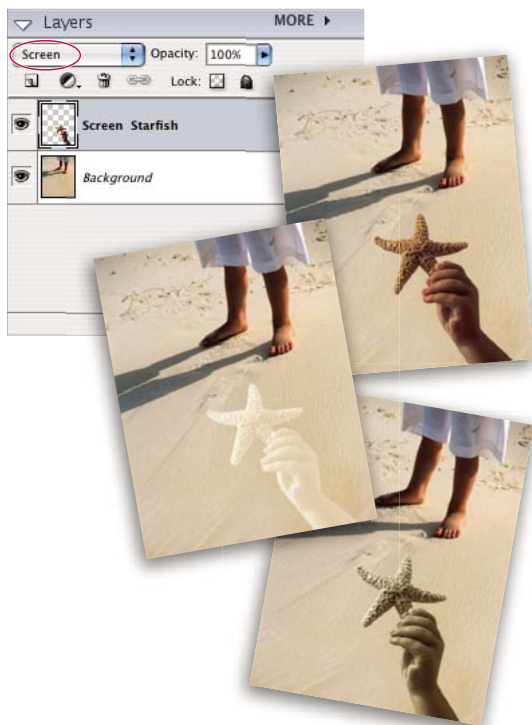 Layers MORE
Screen Opacity: 100%
Lock:
Screen Starfish
Background